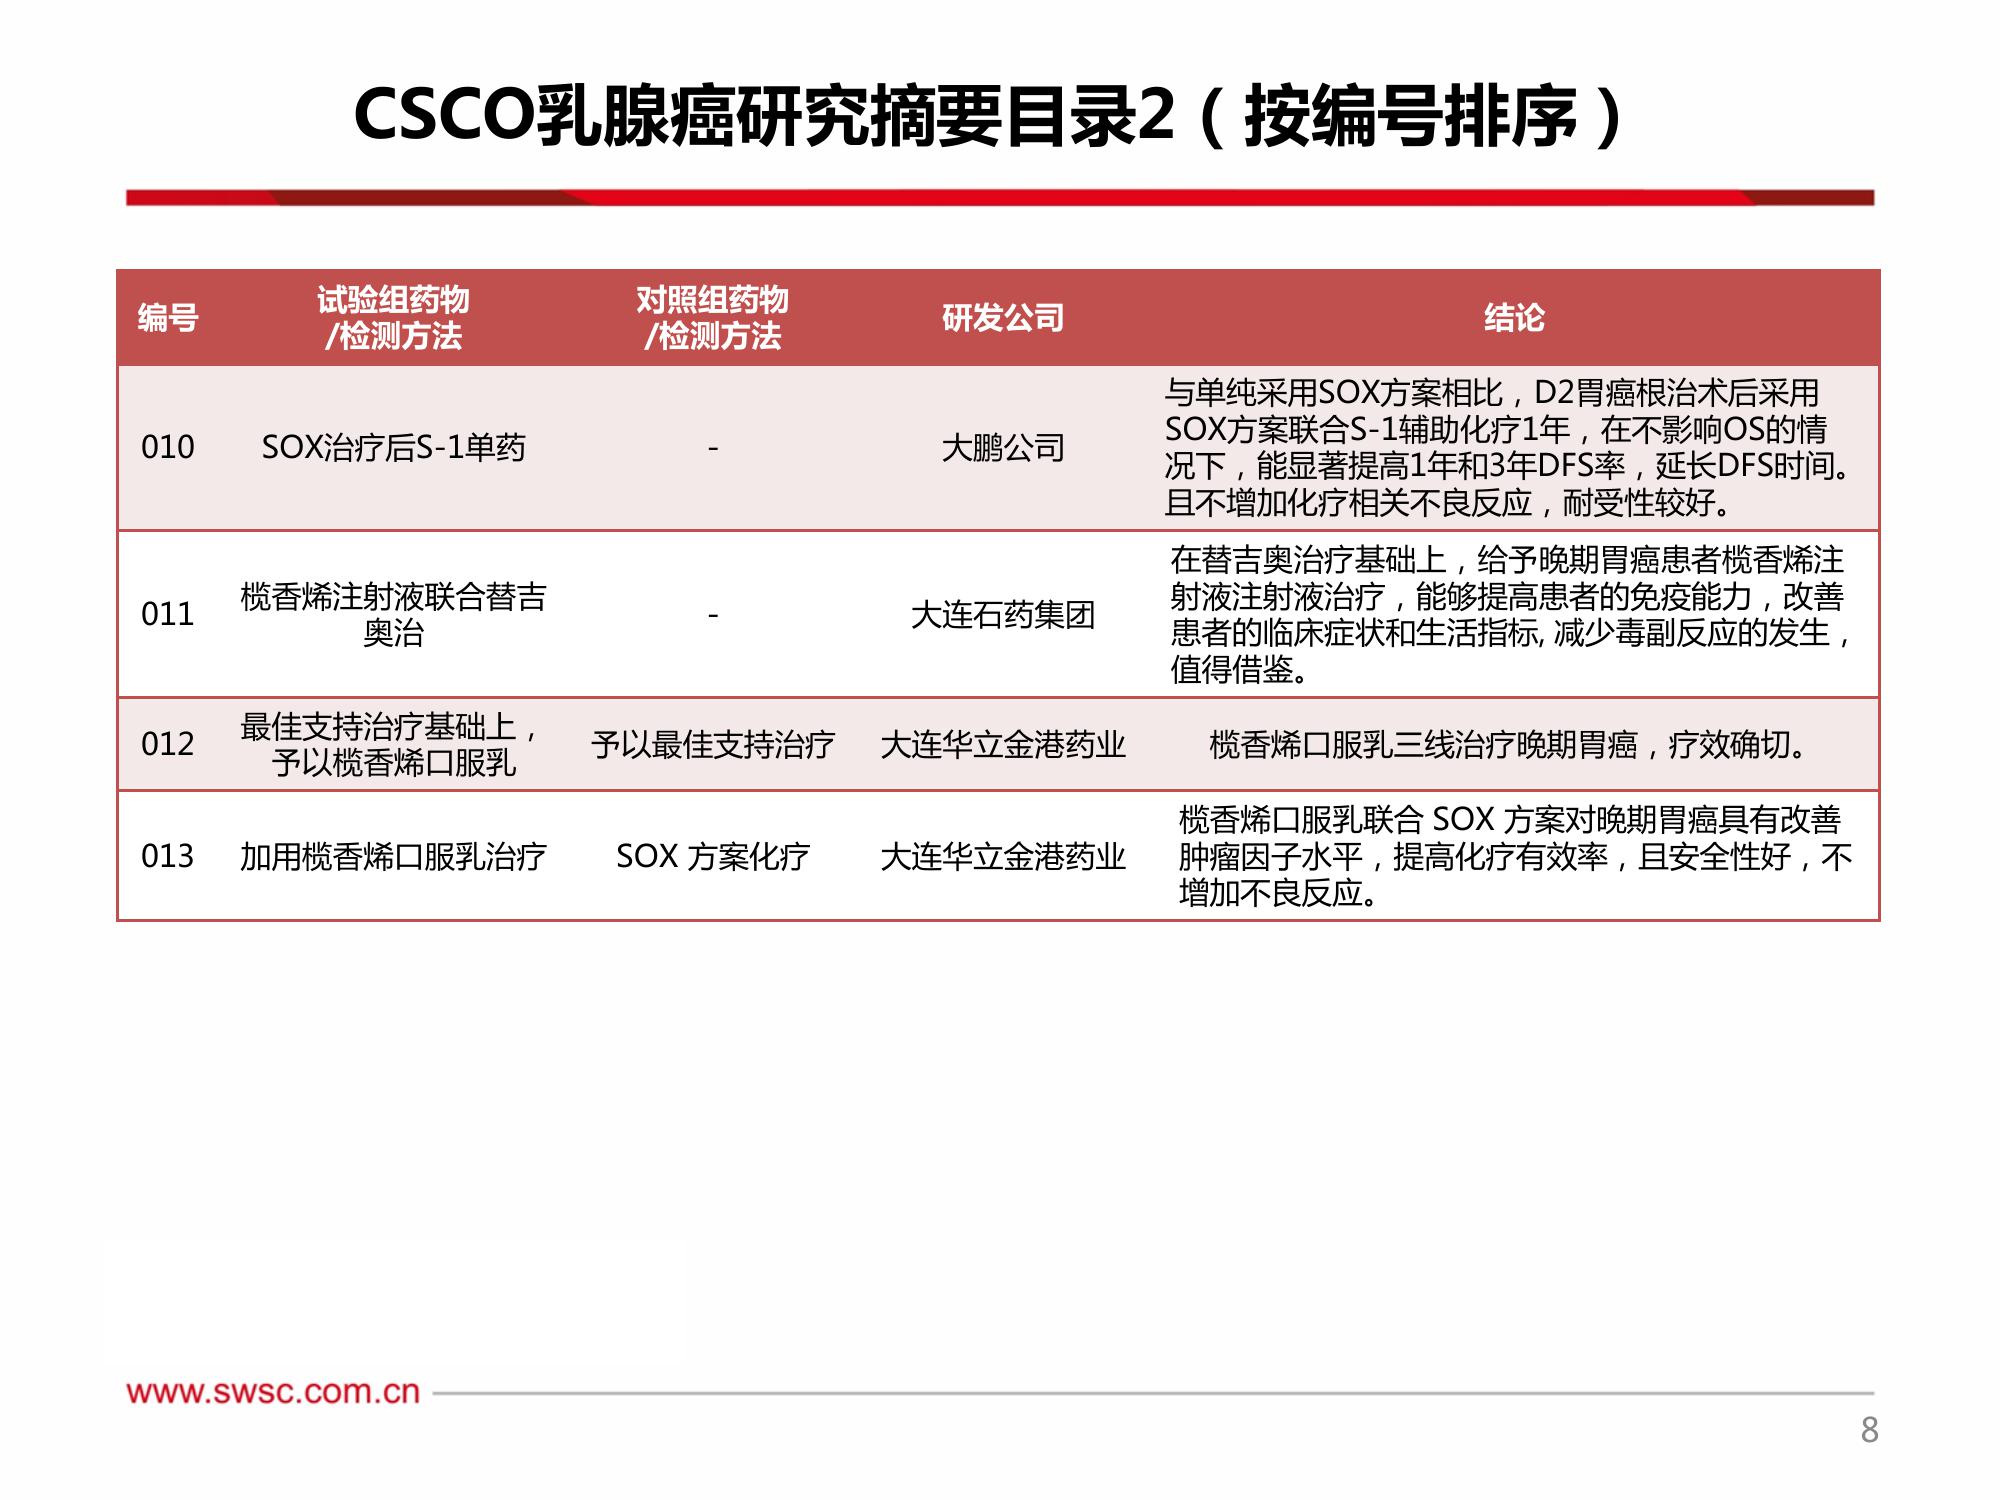 CSCO乳腺癌研究摘要目录2（按编号排序）
编号
试验组药物
/检测方法
对照组药物
/检测方法
研发公司
结论
010
SOX治疗后S-1单药
-
大鹏公司
与单纯采用SOX方案相比，D2胃癌根治术后采用
SOX方案联合S-1辅助化疗1年，在不影响OS的情
况下，能显著提高1年和3年DFS率，延长DFS时间。
且不增加化疗相关不良反应，耐受性较好。
011
榄香烯注射液联合替吉
奥治
-
大连石药集团
在替吉奥治疗基础上，给予晚期胃癌患者榄香烯注
射液注射液治疗，能够提高患者的免疫能力，改善
患者的临床症状和生活指标, 减少毒副反应的发生，
值得借鉴。
012
最佳支持治疗基础上，
予以榄香烯口服乳
予以最佳支持治疗
大连华立金港药业
榄香烯口服乳三线治疗晚期胃癌，疗效确切。
013
加用榄香烯口服乳治疗
SOX 方案化疗
大连华立金港药业
榄香烯口服乳联合 SOX 方案对晚期胃癌具有改善
肿瘤因子水平，提高化疗有效率，且安全性好，不
增加不良反应。
www.swsc.com.cn
8